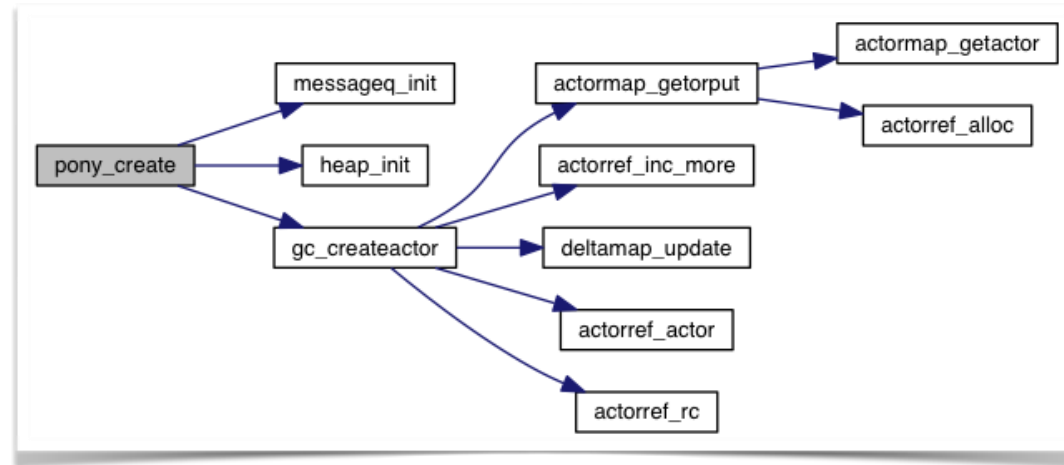 pony_create
messageq_init
heap_init
gc_createactor
actormap_getorput
actorref_inc_more
deltamap_update
actorref_actor
actorref_rc
actormap_getactor
actorref_alloc